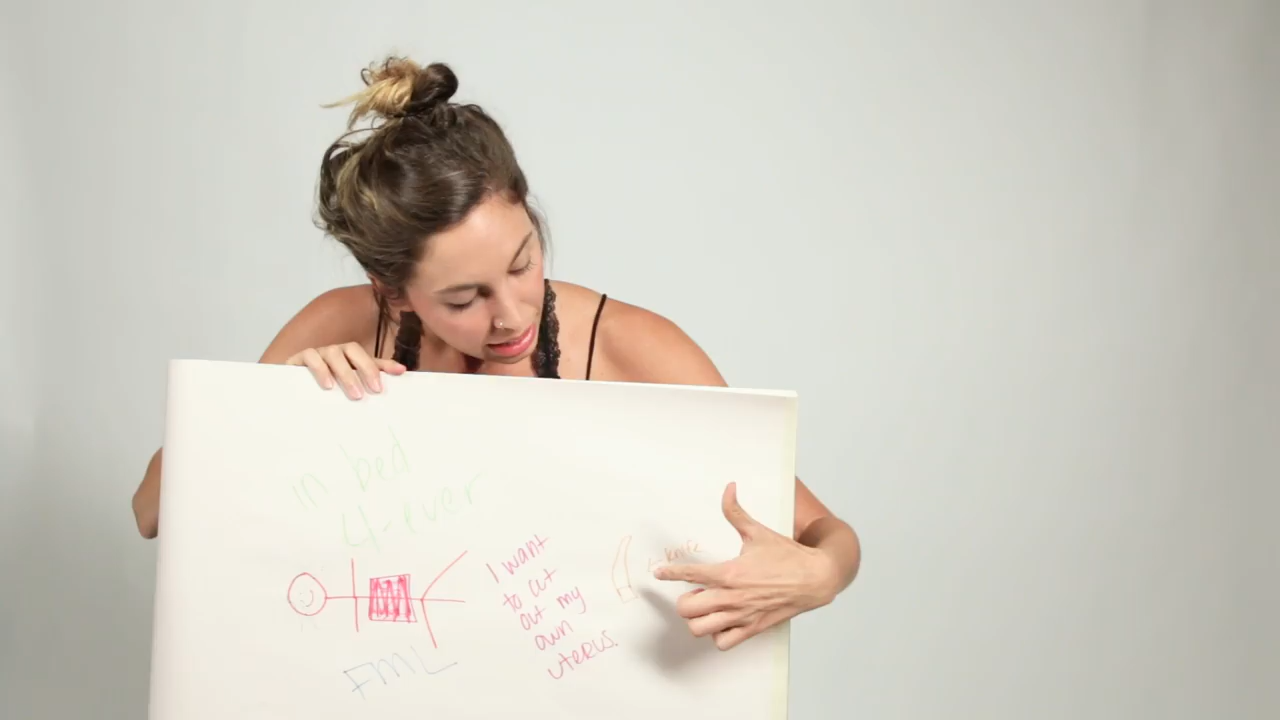 in bed
4-ever
I want
to cut
out my
own
uterus.
← knife
FML